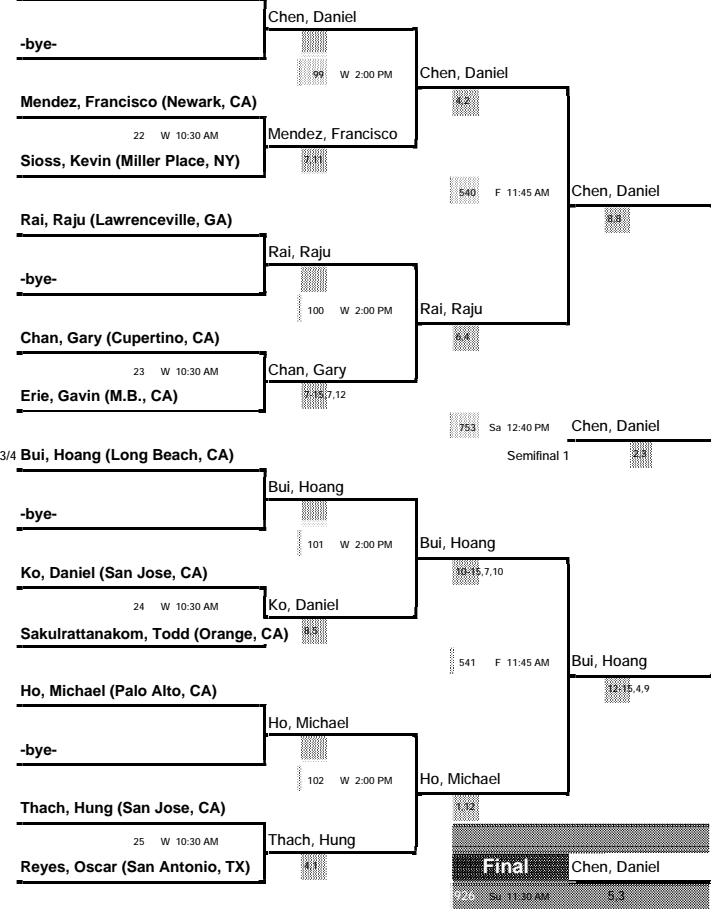 Chen, Daniel
-bye-
99 W 2:00 PM
Chen, Daniel
4,2
Mendez, Francisco (Newark, CA)
22 W 10:30 AM
Mendez, Francisco
7,11
Sioss, Kevin (Miller Place, NY)
540 F 11:45 AM
Chen, Daniel
8,8
Rai, Raju (Lawrenceville, GA)
Rai, Raju
-bye-
100 W 2:00 PM
Rai, Raju
6,4
Chan, Gary (Cupertino, CA)
23 W 10:30 AM
Chan, Gary
7-15,7,12
Erie, Gavin (M.B., CA)
753 Sa 12:40 PM
Chen, Daniel
Semifinal 1
2,3
3/4 Bui, Hoang (Long Beach, CA)
Bui, Hoang
-bye-
101 W 2:00 PM
Bui, Hoang
10-15,7,10
Ko, Daniel (San Jose, CA)
24 W 10:30 AM
Ko, Daniel
8,5
Sakulrattanakom, Todd (Orange, CA)
541 F 11:45 AM
Bui, Hoang
12-15,4,9
Ho, Michael (Palo Alto, CA)
Ho, Michael
-bye-
102 W 2:00 PM
Ho, Michael
1,12
Thach, Hung (San Jose, CA)
25 W 10:30 AM
Thach, Hung
4,1
Reyes, Oscar (San Antonio, TX)
Final
Chen, Daniel
926 Su 11:30 AM
5,3